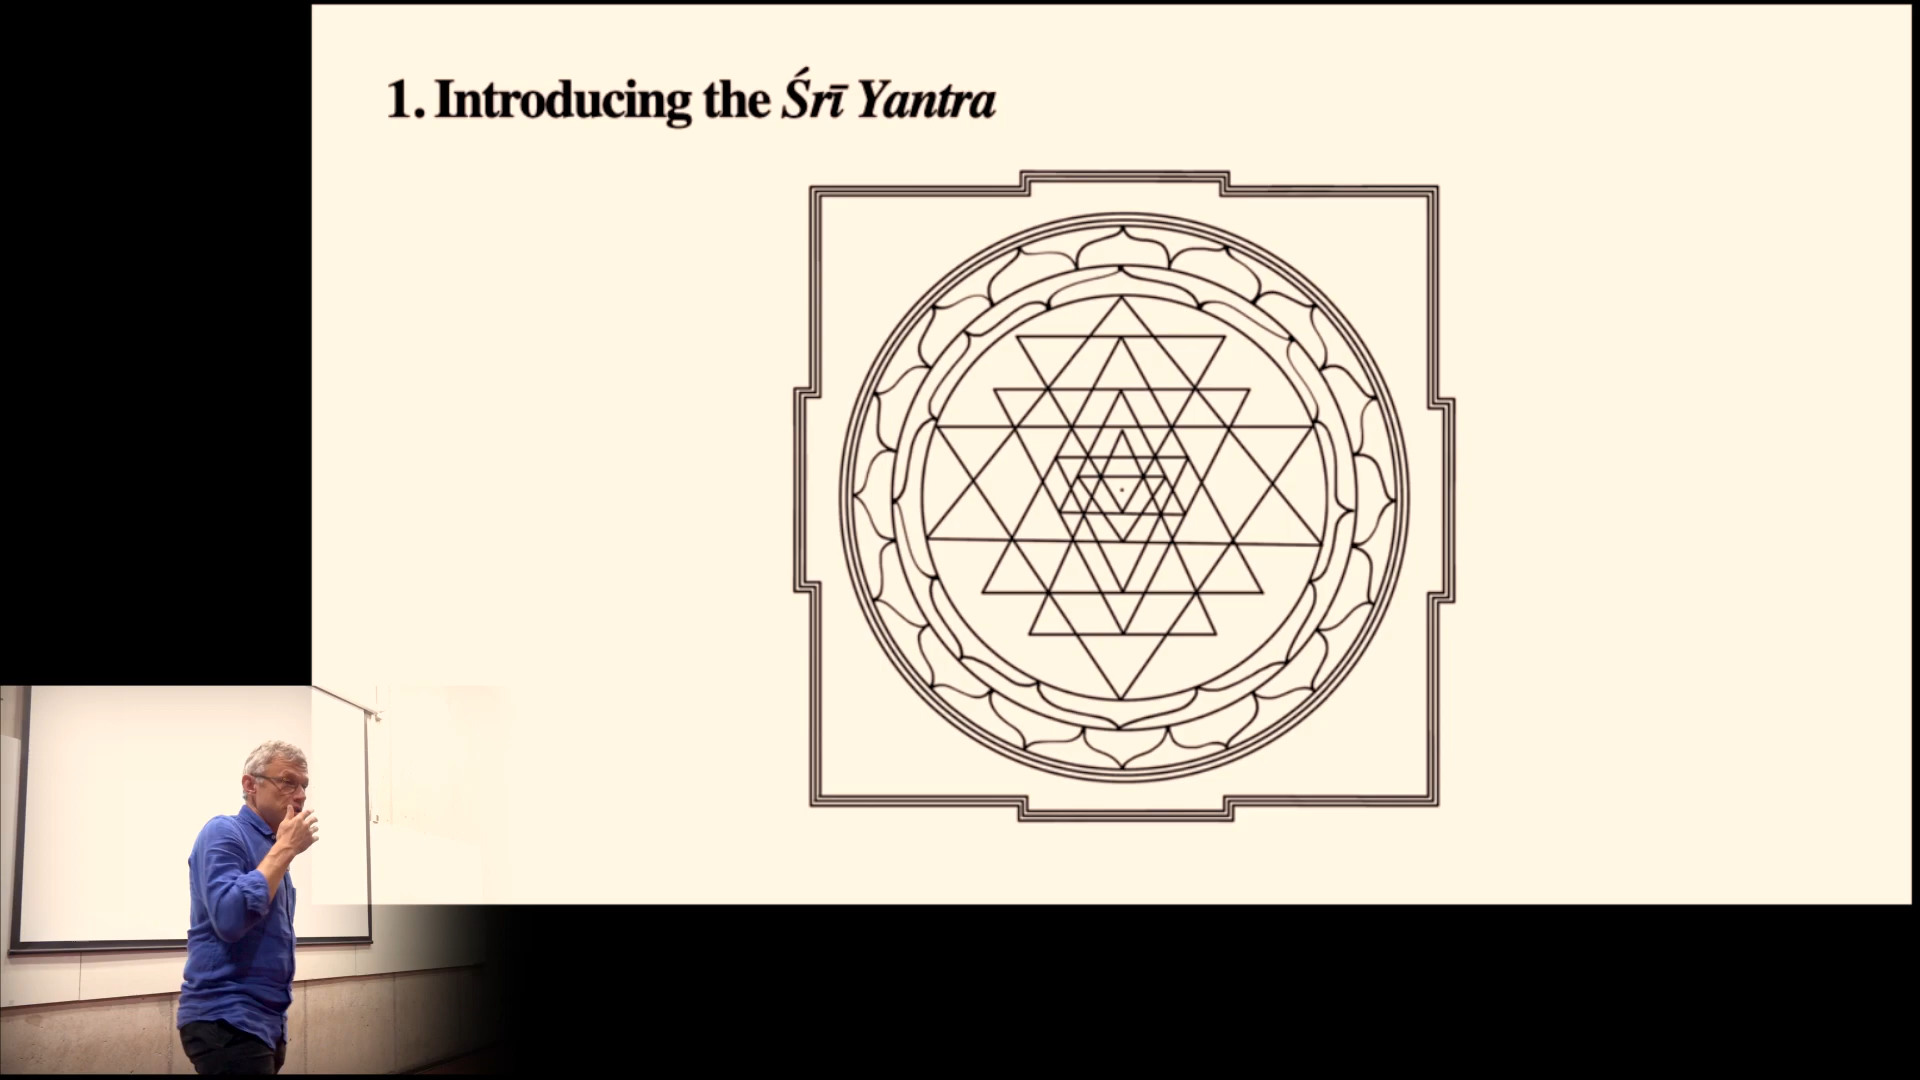 1. Introducing the Śrī Yantra